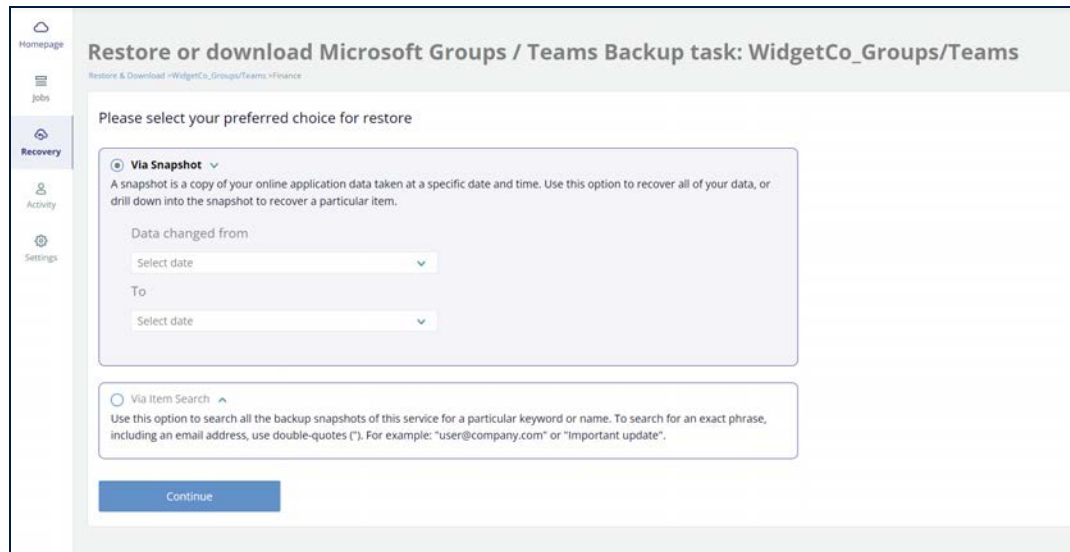 Homepage
Jobs
Recovery
Activity
Settings
Restore or download Microsoft Groups / Teams Backup task: WidgetCo_Groups/Teams
Restore & Download >WidgetCo_Groups/Teams >Finance
Please select your preferred choice for restore
Via Snapshot
A snapshot is a copy of your online application data taken at a specific date and time. Use this option to recover all of your data, or
drill down into the snapshot to recover a particular item.
Data changed from
Select date
To
Select date
Via Item Search
Use this option to search all the backup snapshots of this service for a particular keyword or name. To search for an exact phrase,
including an email address, use double-quotes ("). For example: "user@company.com" or "Important update".
Continue